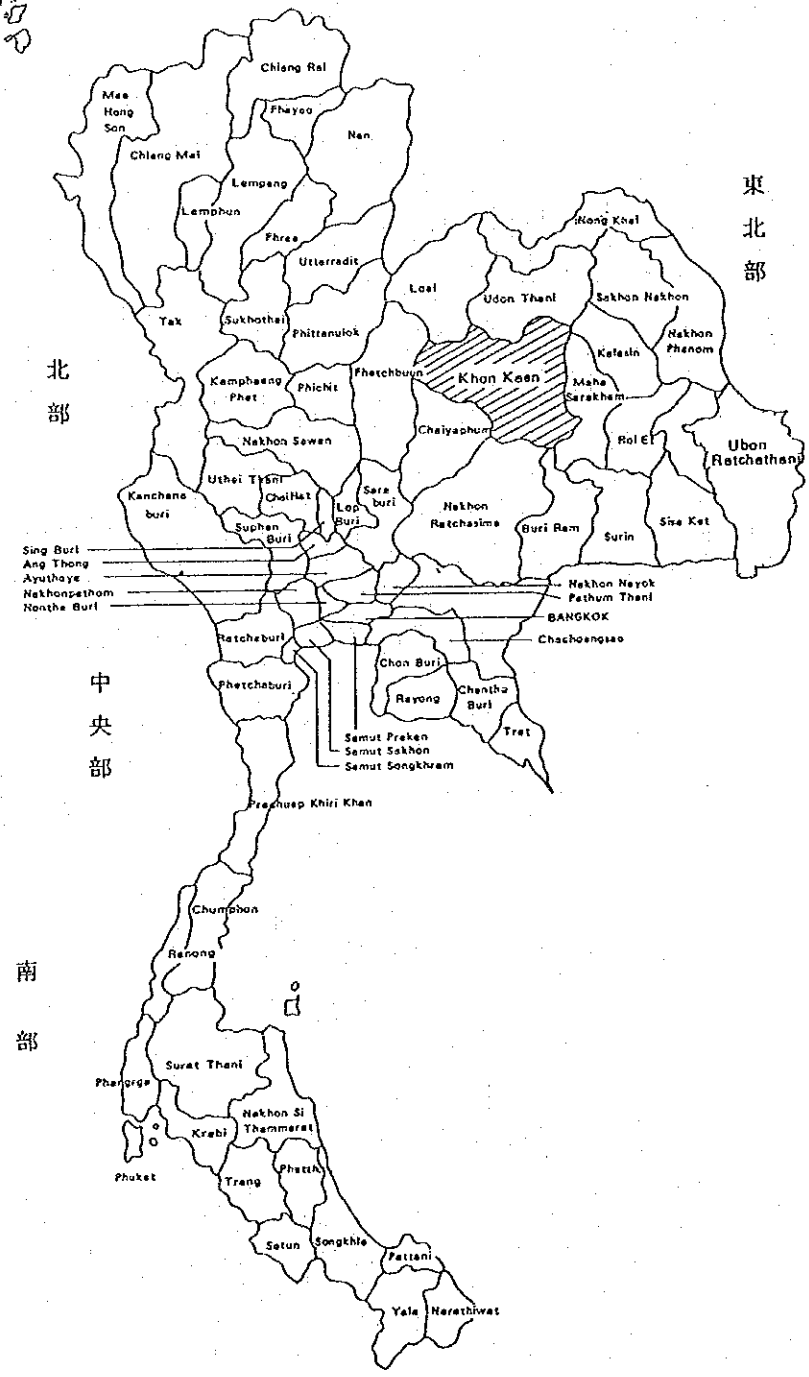 Chiang Rai
Mae
Hong
Son
Phayao
Nan
Chiang Mai
Lampang
Lamphun
Phrae
東北部
Nong Khai
Uttaradit
Loei
Udon Thani
Sakhon Nakhon
Tak
Sukhothai
Phittanulok
Nakhon
Phanom
Kalasin
北部
Kamphaeng
Phet
Phichit
Phetchbuun
Khon Kaen
Maha
Sarakham
Chaiyaphum
Roi Et
Ubon
Ratchathani
Nakhon Sawan
Uthai Thani
Kanchana
buri
ChaiNat
Lop
Buri
Sara
buri
Nakhon
Ratchasima
Buri Ram
Surin
Sisa Ket
Suphan
Buri
Sing Buri
Ang Thong
Ayuthaya
Nakhonpathom
Nontha Buri
Nakhon Nayok
Pathum Thani
BANGKOK
Chachoengsao
Ratchaburi
Chon Buri
中央部
Phetchaburi
Rayong
Chantha
Buri
Trat
Samut Prakan
Samut Sakhon
Samut Songkhram
Prachuap Khiri Khan
Chumphon
Ranong
南部
Surat Thani
Phangnga
Nakhon Si
Thammarat
Krabi
Phuket
Trang
Phatth
Satun
Songkhla
Pattani
Yala
Narathiwat